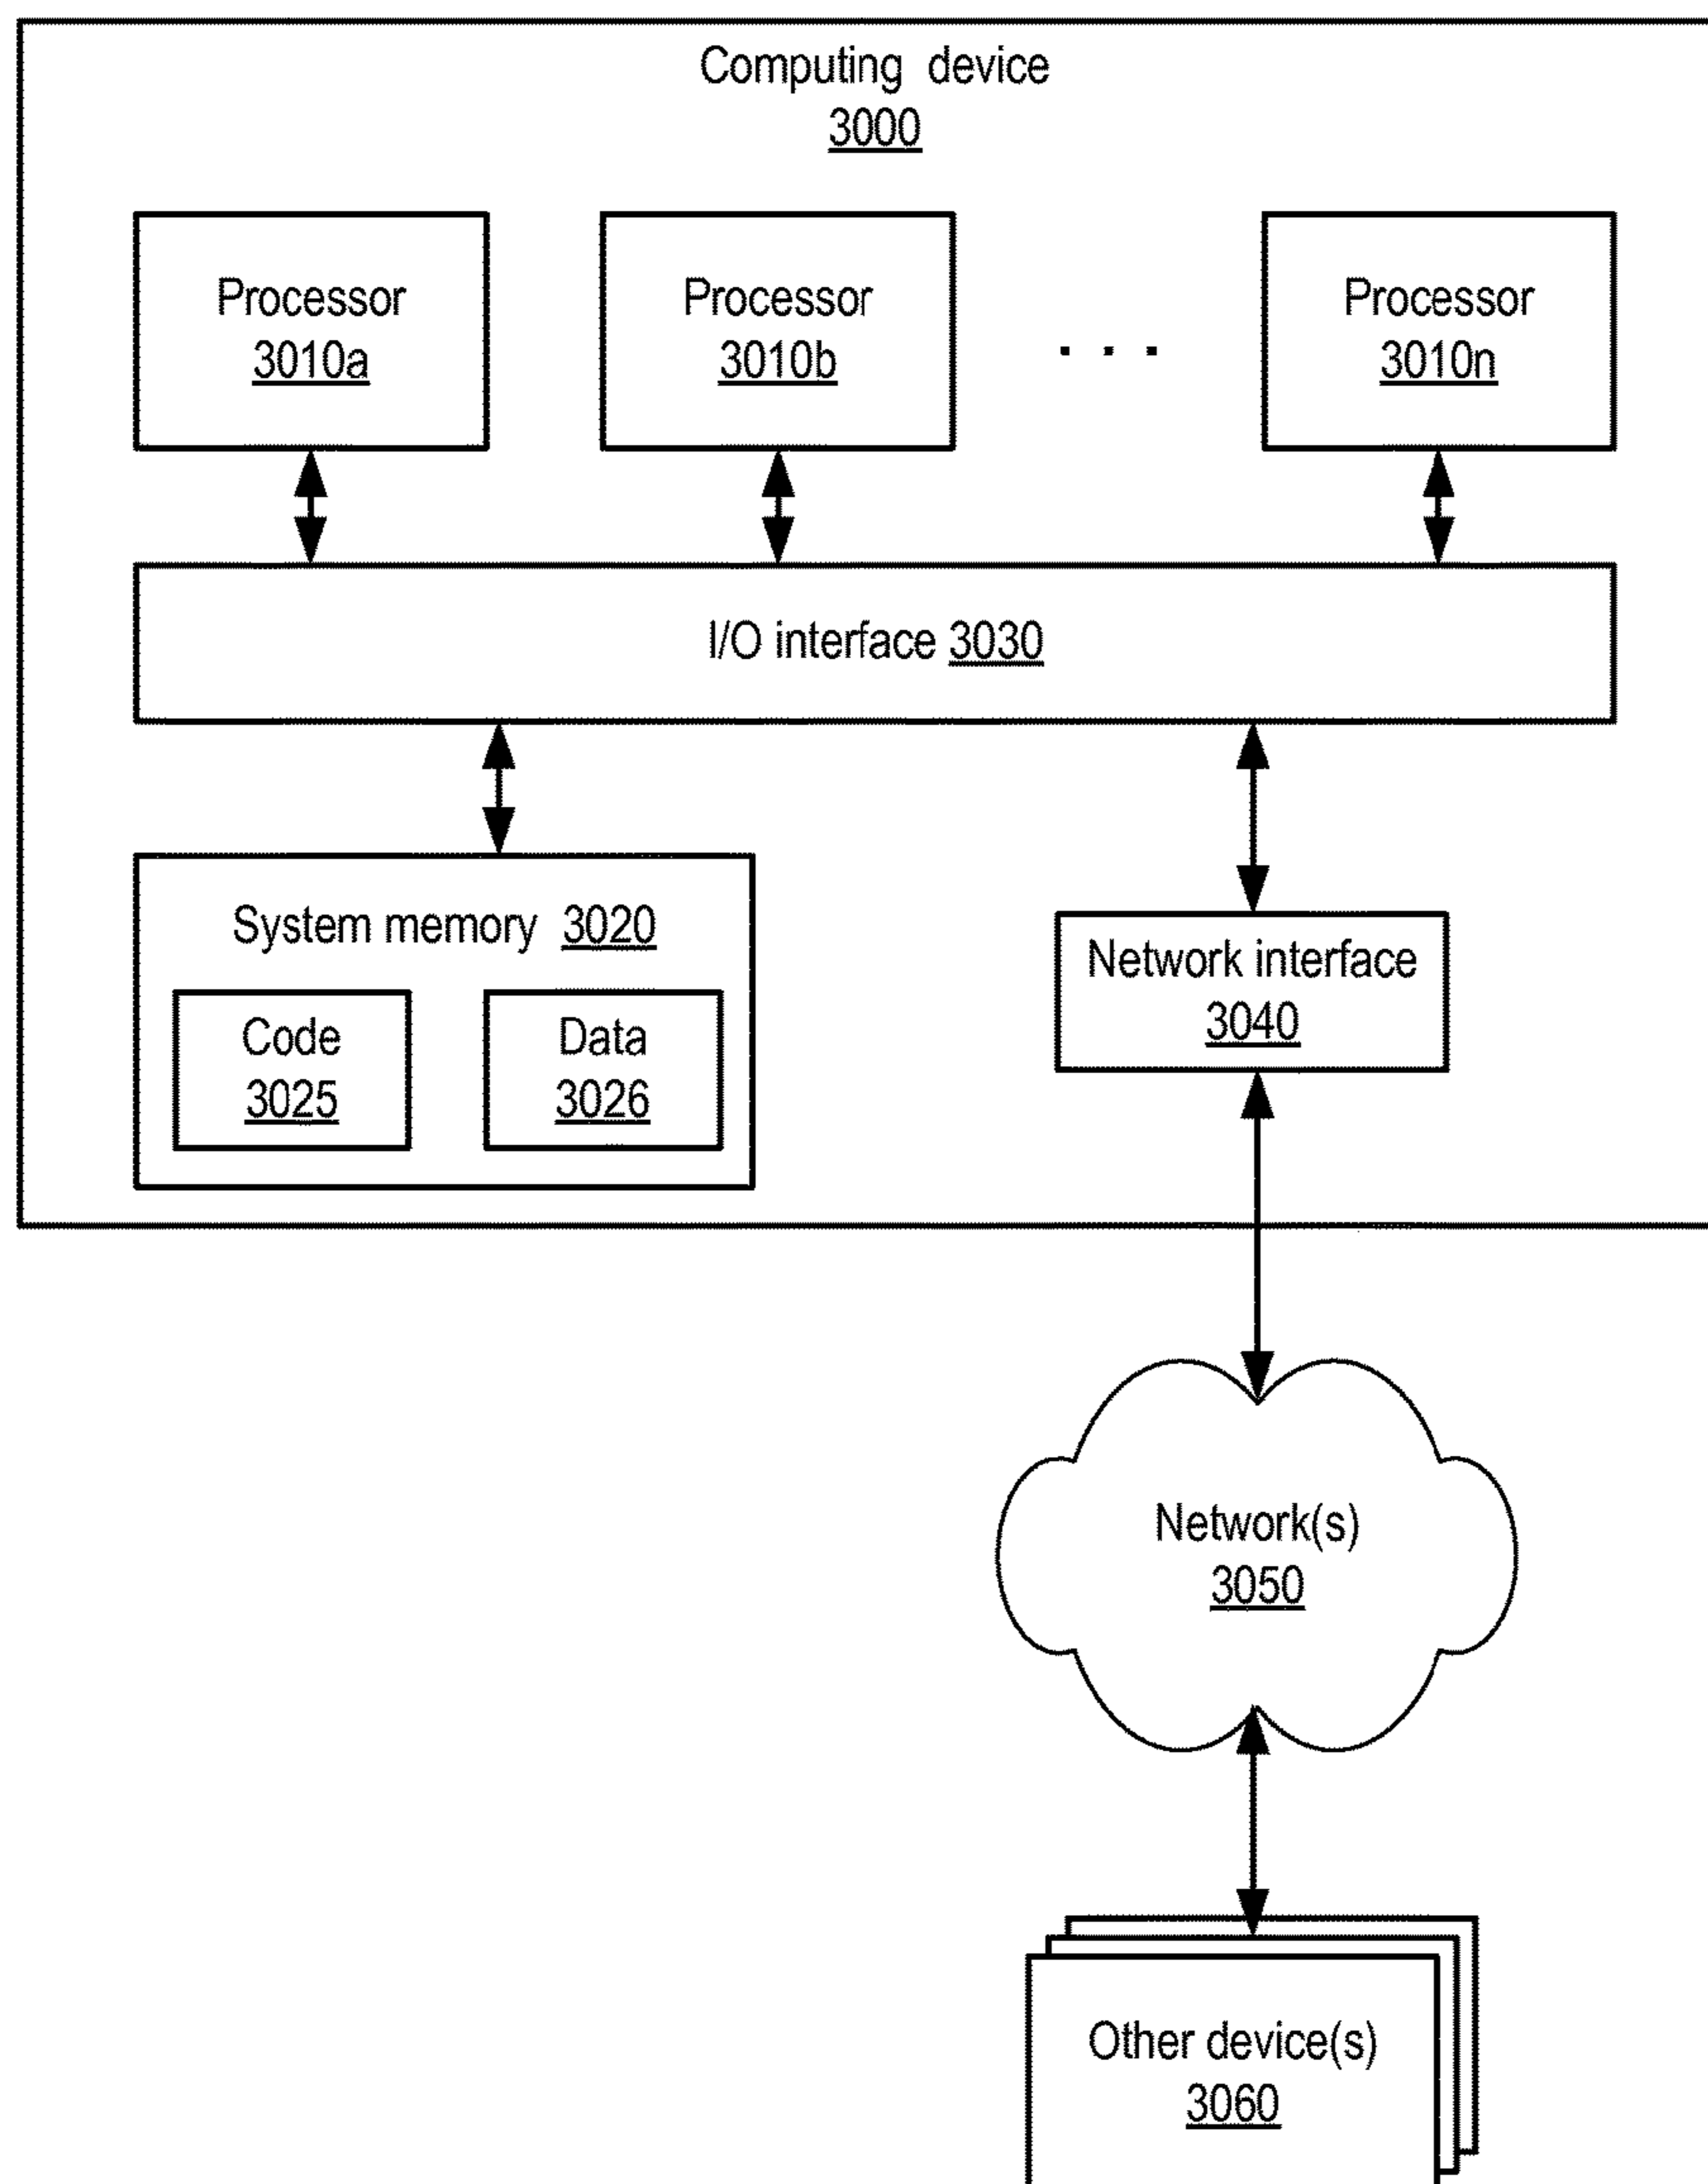 Computing device
3000
Processor
3010a
Processor
3010b
. . .
Processor
3010n
I/O interface 3030
System memory 3020
Code
3025
Data
3026
Network interface
3040
Network(s)
3050
Other device(s)
3060